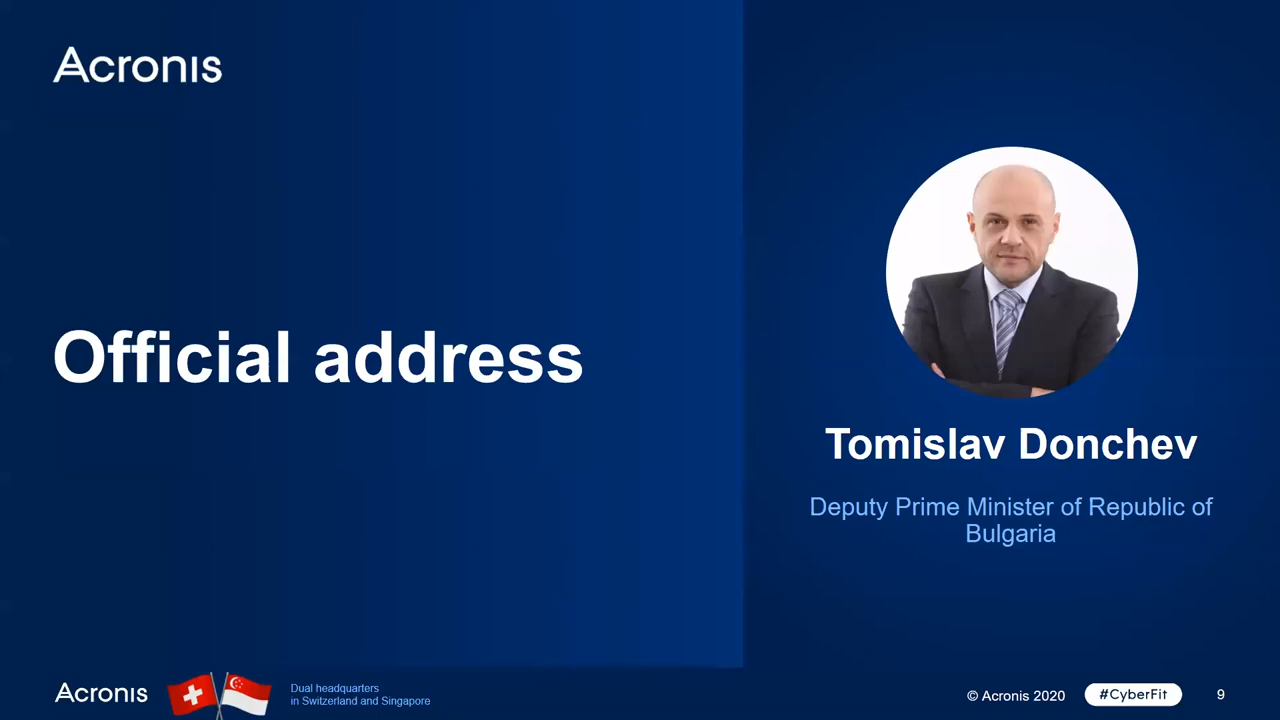 Acronis
Official address
Tomislav Donchev
Deputy Prime Minister of Republic of
Bulgaria
Acronis
Dual headquarters
in Switzerland and Singapore
© Acronis 2020
#CyberFit
9